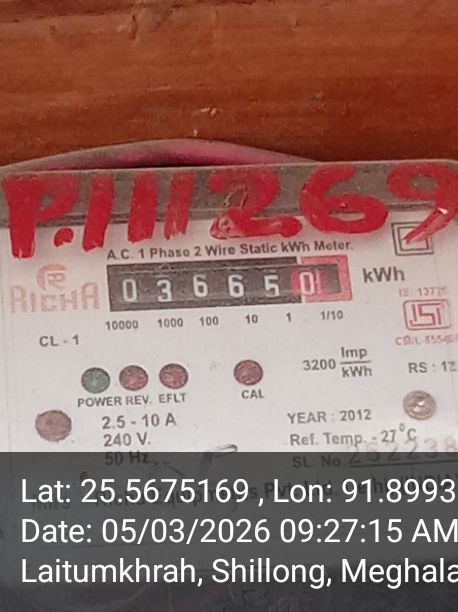 P.111269
A.C. 1 Phase 2 Wire Static kWh Meter.
RICHA
036650 kWh
10000 1000 100 10 1 1/10
CL - 1
3200 Imp
kWh
POWER REV. EFLT
CAL
2.5 - 10 A
240 V.
50 Hz
YEAR : 2012
Ref. Temp. - 27°C
SL. No.
Lat: 25.5675169 , Lon: 91.8993
Date: 05/03/2026 09:27:15 AM
Laitumkhrah, Shillong, Meghala